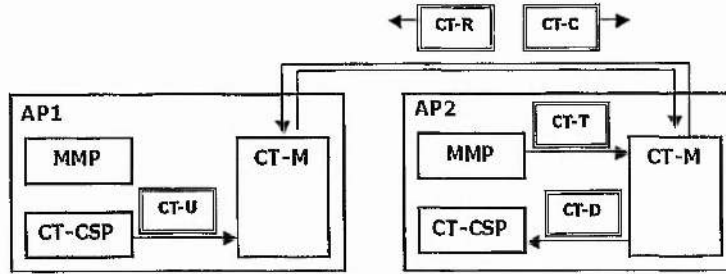 CT-R
CT-C
AP1
AP2
CT-T
MMP
CT-M
MMP
CT-M
CT-U
CT-D
CT-CSP
CT-CSP